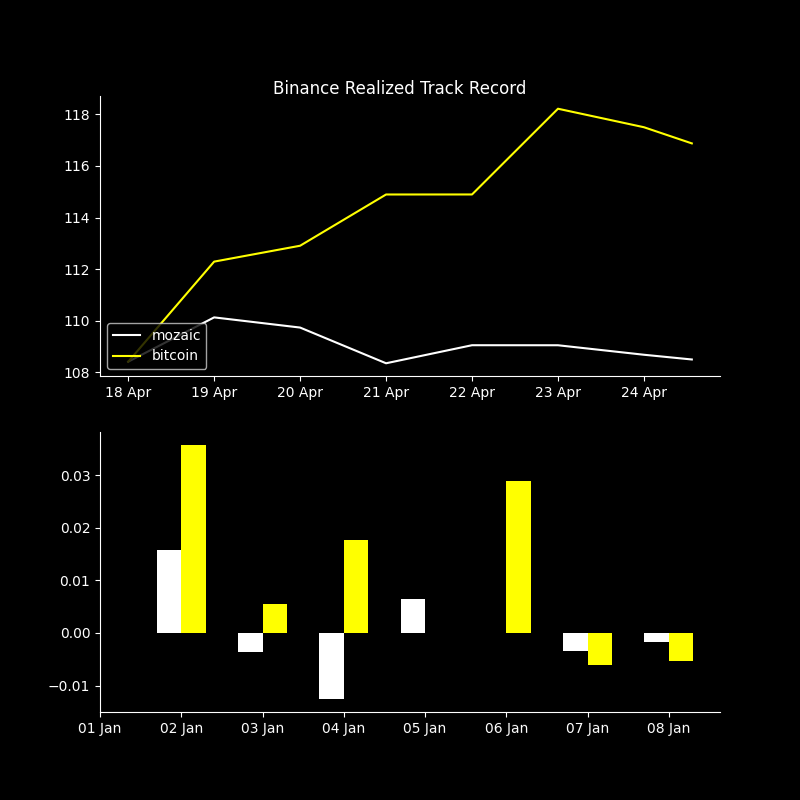 Binance Realized Track Record
118
116
114
112
110
108
mozaic
bitcoin
18 Apr 19 Apr 20 Apr 21 Apr 22 Apr 23 Apr 24 Apr
0.03
0.02
0.01
0.00
−0.01
01 Jan 02 Jan 03 Jan 04 Jan 05 Jan 06 Jan 07 Jan 08 Jan